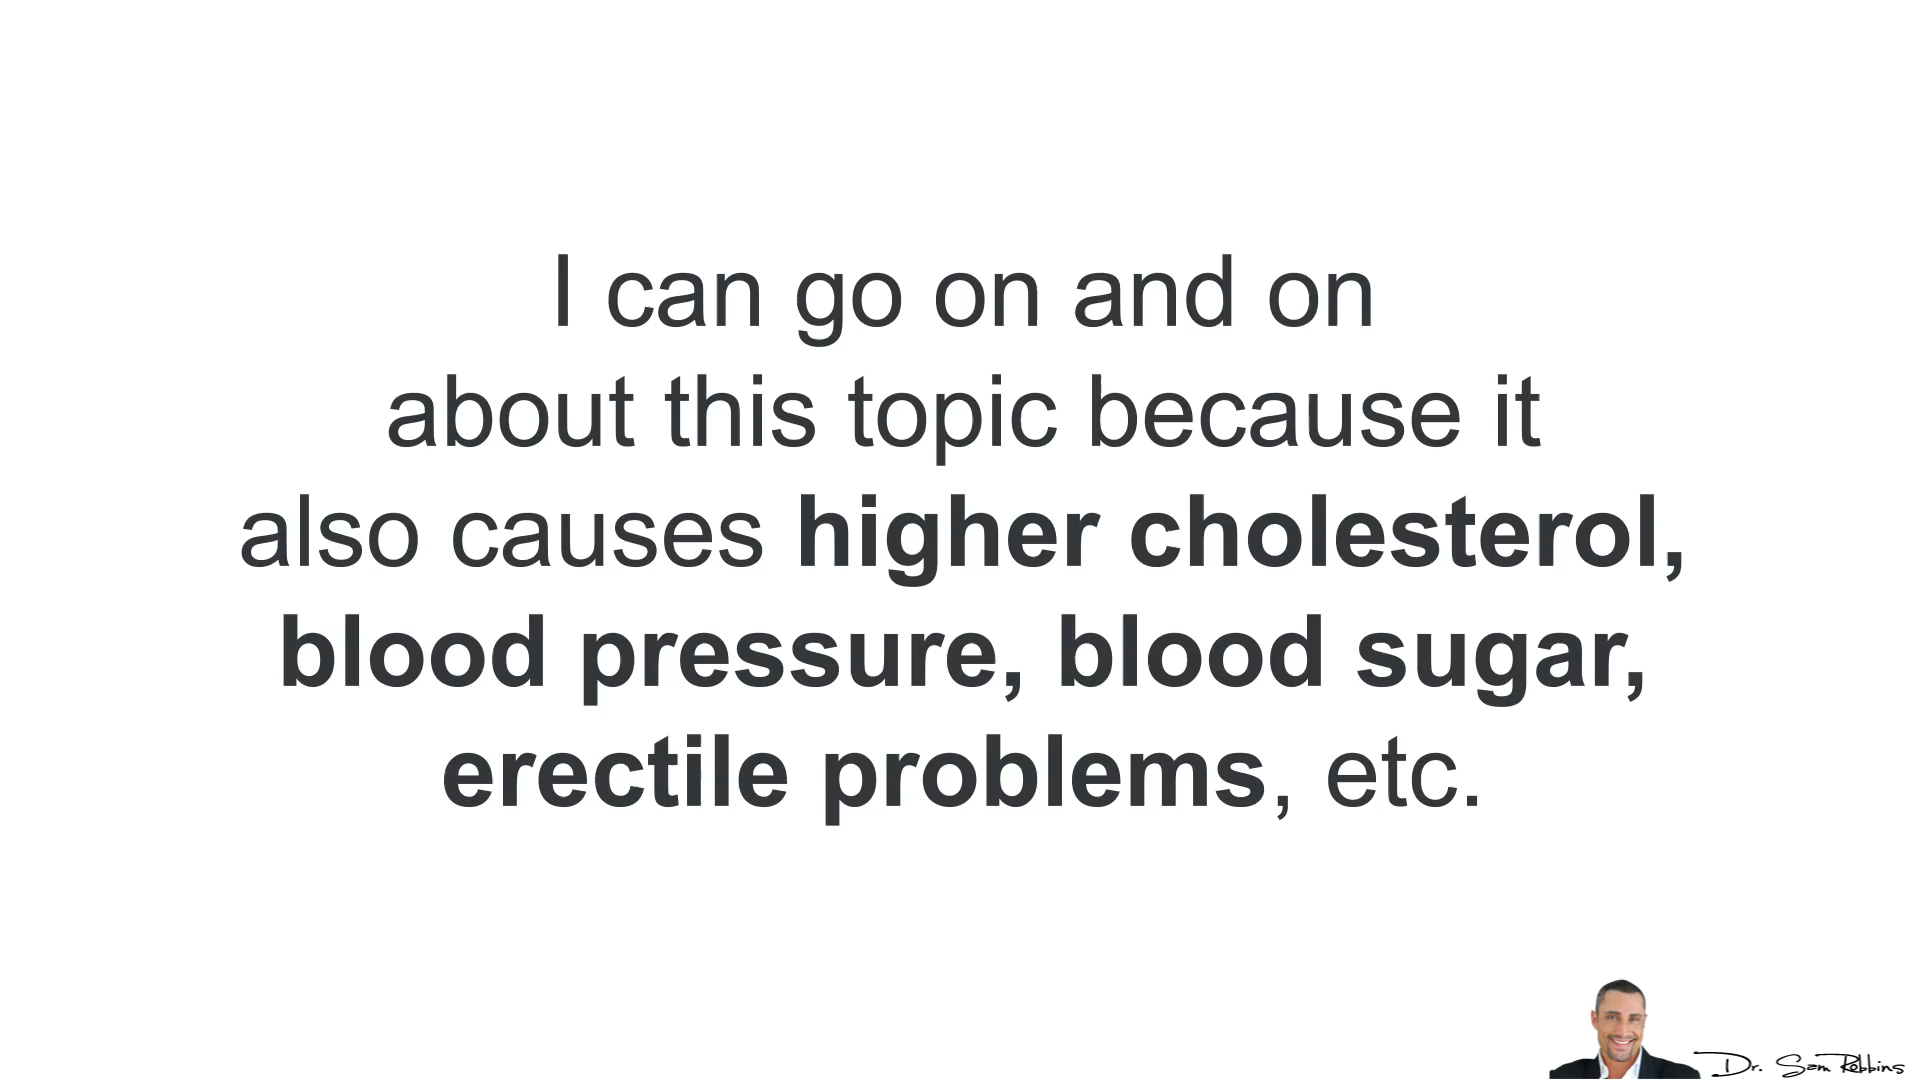 I can go on and on
about this topic because it
also causes higher cholesterol,
blood pressure, blood sugar,
erectile problems, etc.
Dr. Sam Robbins